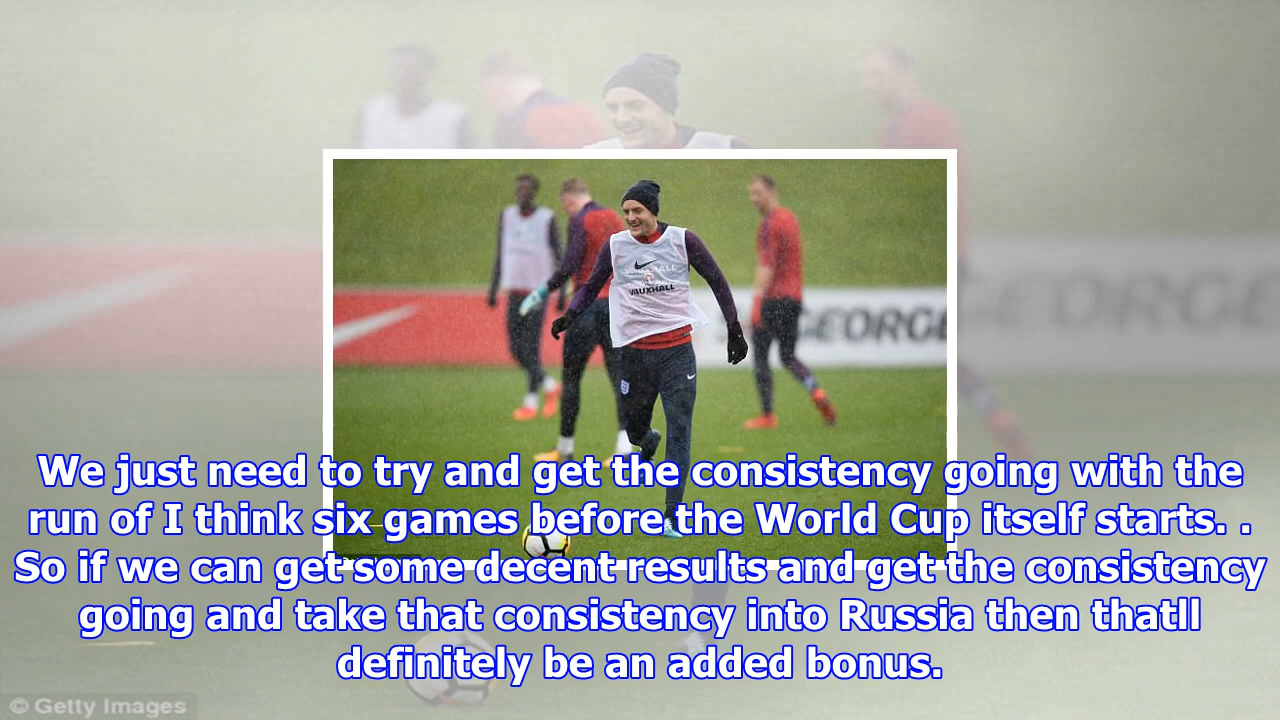 VAUXHALL
GEORGE
GEORGE
We just need to try and get the consistency going with the
run of I think six games before the World Cup itself starts. .
So if we can get some decent results and get the consistency
going and take that consistency into Russia then thatll
definitely be an added bonus.
© Getty Images